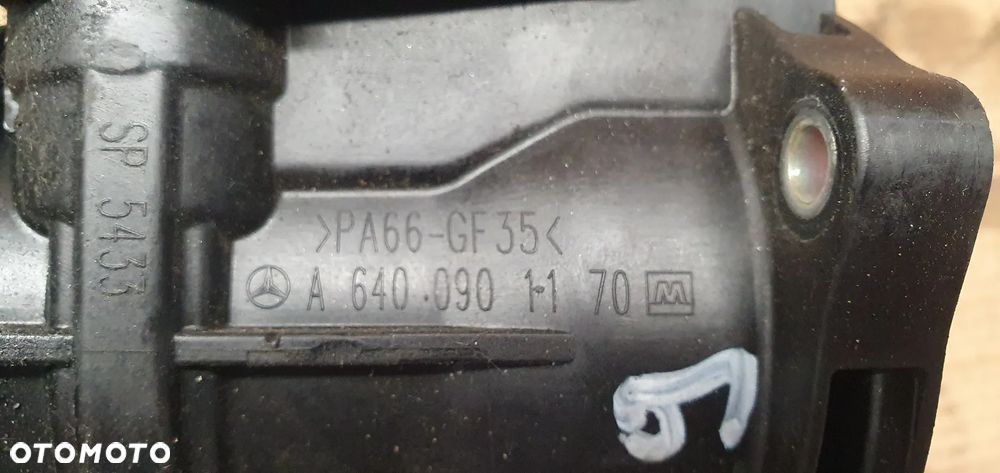 SP 5433
>PA66-GF35<
A 640 090 11 70
OTOMOTO